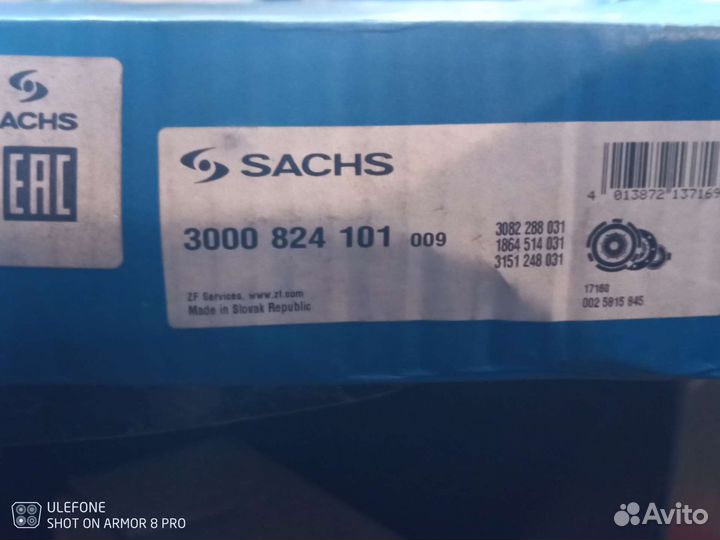 SACHS
EAC
SACHS
3000 824 101 009
3082 288 031
1864 514 031
3151 248 031
4 013872 137169
17160
002 5815 845
ZF Services, www.zf.com
Made in Slovak Republic
ULEFONE
SHOT ON ARMOR 8 PRO
Avito